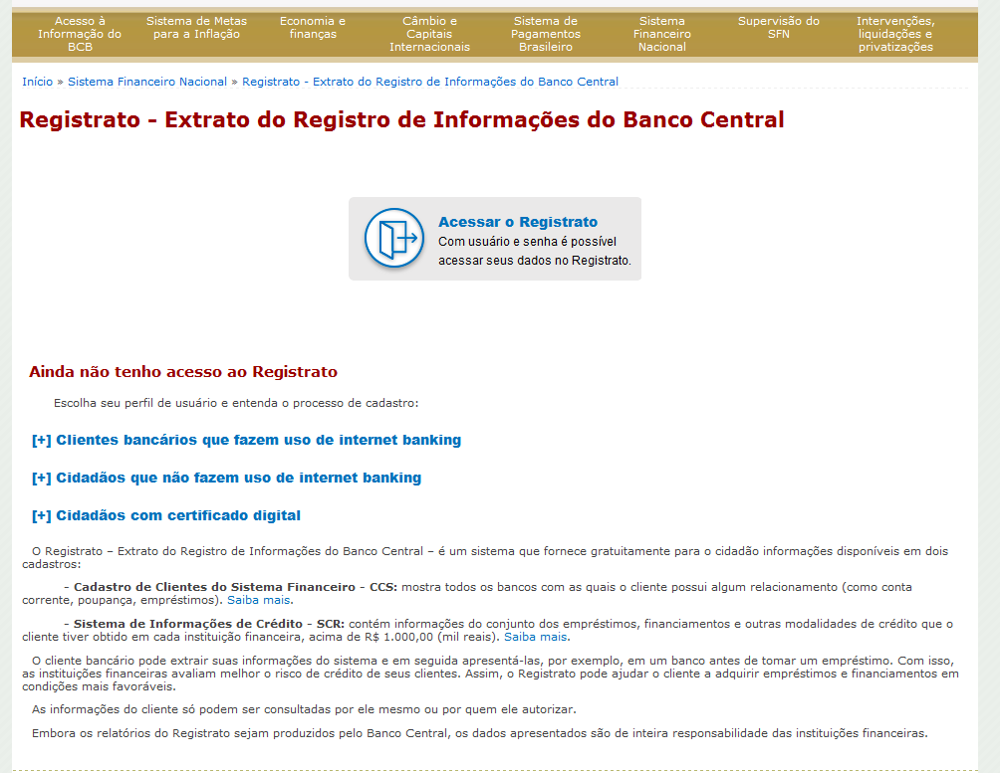 Acesso à Informação do BCB
Sistema de Metas para a Inflação
Economia e finanças
Câmbio e Capitais Internacionais
Sistema de Pagamentos Brasileiro
Sistema Financeiro Nacional
Supervisão do SFN
Intervenções, liquidações e privatizações
Início » Sistema Financeiro Nacional » Registrato - Extrato do Registro de Informações do Banco Central
Registrato - Extrato do Registro de Informações do Banco Central
Acessar o Registrato
Com usuário e senha é possível
acessar seus dados no Registrato.
Ainda não tenho acesso ao Registrato
Escolha seu perfil de usuário e entenda o processo de cadastro:
[+] Clientes bancários que fazem uso de internet banking
[+] Cidadãos que não fazem uso de internet banking
[+] Cidadãos com certificado digital
O Registrato – Extrato do Registro de Informações do Banco Central – é um sistema que fornece gratuitamente para o cidadão informações disponíveis em dois
cadastros:
- Cadastro de Clientes do Sistema Financeiro - CCS: mostra todos os bancos com as quais o cliente possui algum relacionamento (como conta
corrente, poupança, empréstimos). Saiba mais.
- Sistema de Informações de Crédito - SCR: contém informações do conjunto dos empréstimos, financiamentos e outras modalidades de crédito que o
cliente tiver obtido em cada instituição financeira, acima de R$ 1.000,00 (mil reais). Saiba mais.
O cliente bancário pode extrair suas informações do sistema e em seguida apresentá-las, por exemplo, em um banco antes de tomar um empréstimo. Com isso,
as instituições financeiras avaliam melhor o risco de crédito de seus clientes. Assim, o Registrato pode ajudar o cliente a adquirir empréstimos e financiamentos em
condições mais favoráveis.
As informações do cliente só podem ser consultadas por ele mesmo ou por quem ele autorizar.
Embora os relatórios do Registrato sejam produzidos pelo Banco Central, os dados apresentados são de inteira responsabilidade das instituições financeiras.